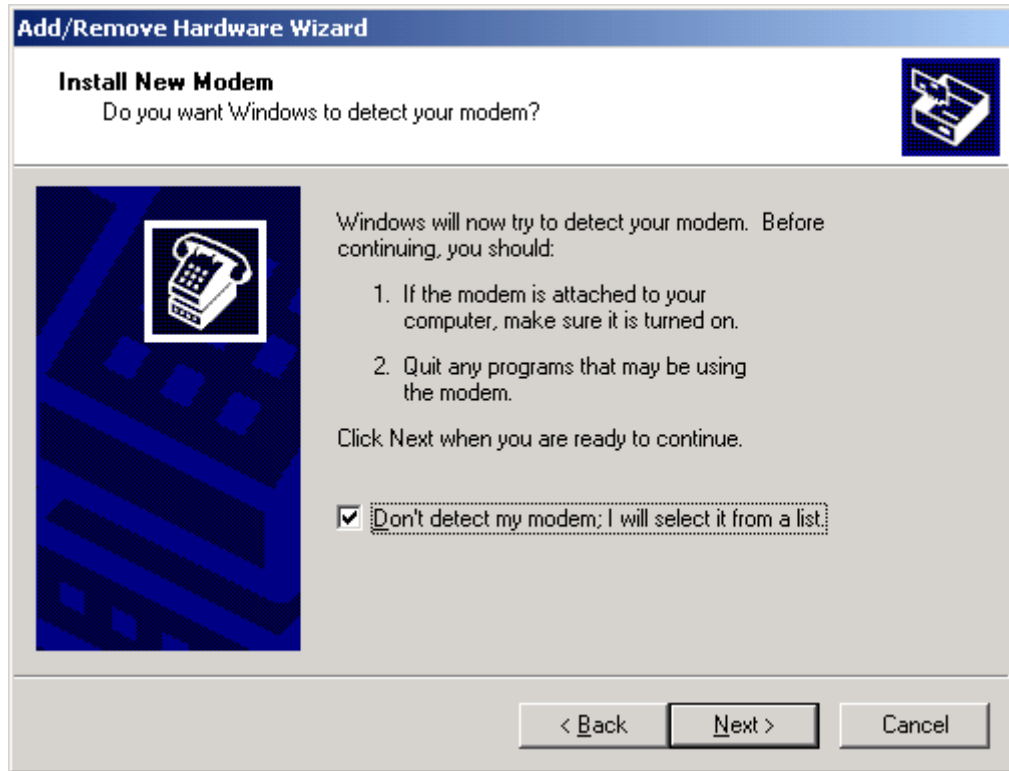 Add/Remove Hardware Wizard
Install New Modem
Do you want Windows to detect your modem?
Windows will now try to detect your modem.  Before
continuing, you should:
1. If the modem is attached to your
computer, make sure it is turned on.
2. Quit any programs that may be using
the modem.
Click Next when you are ready to continue.
Don't detect my modem; I will select it from a list.
< Back
Next >
Cancel